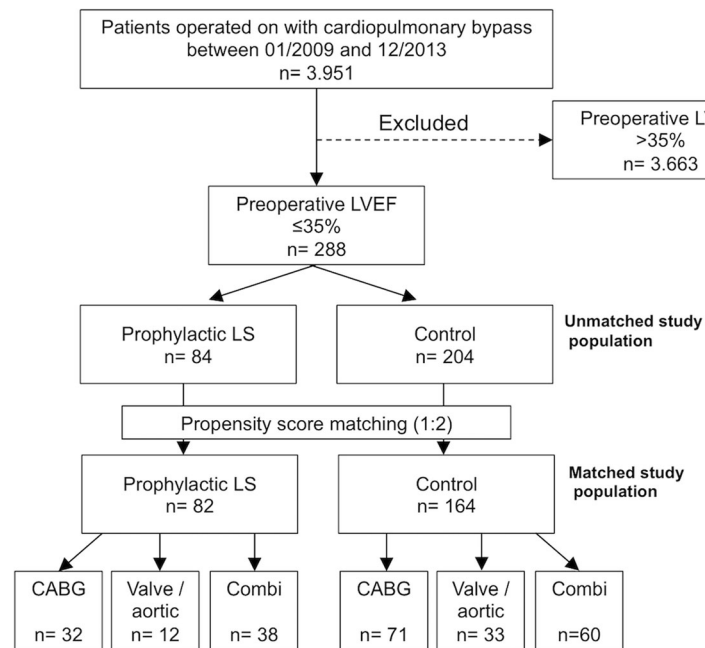 Patients operated on with cardiopulmonary bypass
between 01/2009 and 12/2013
n= 3.951
Excluded
Preoperative
>35%
n= 3.663
Preoperative LVEF
≤35%
n= 288
Prophylactic LS
n= 84
Control
n= 204
Unmatched study
population
Propensity score matching (1:2)
Prophylactic LS
n= 82
Control
n= 164
Matched study
population
CABG
n= 32
Valve /
aortic
n= 12
Combi
n= 38
CABG
n= 71
Valve /
aortic
n= 33
Combi
n=60